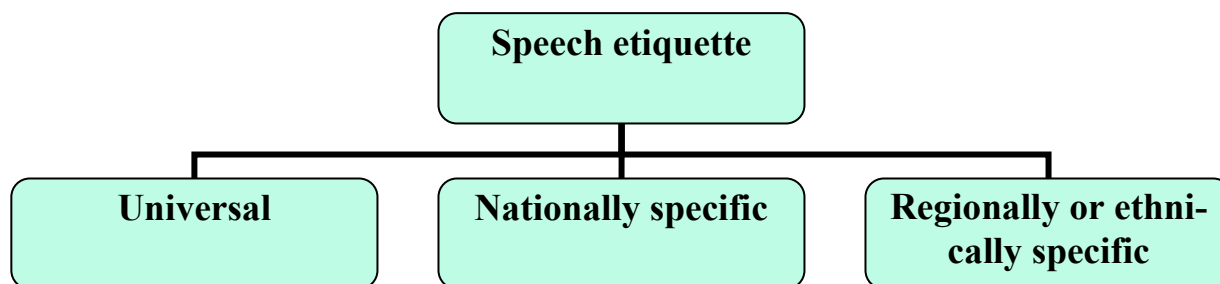 Speech etiquette
Universal
Nationally specific
Regionally or ethni-
cally specific